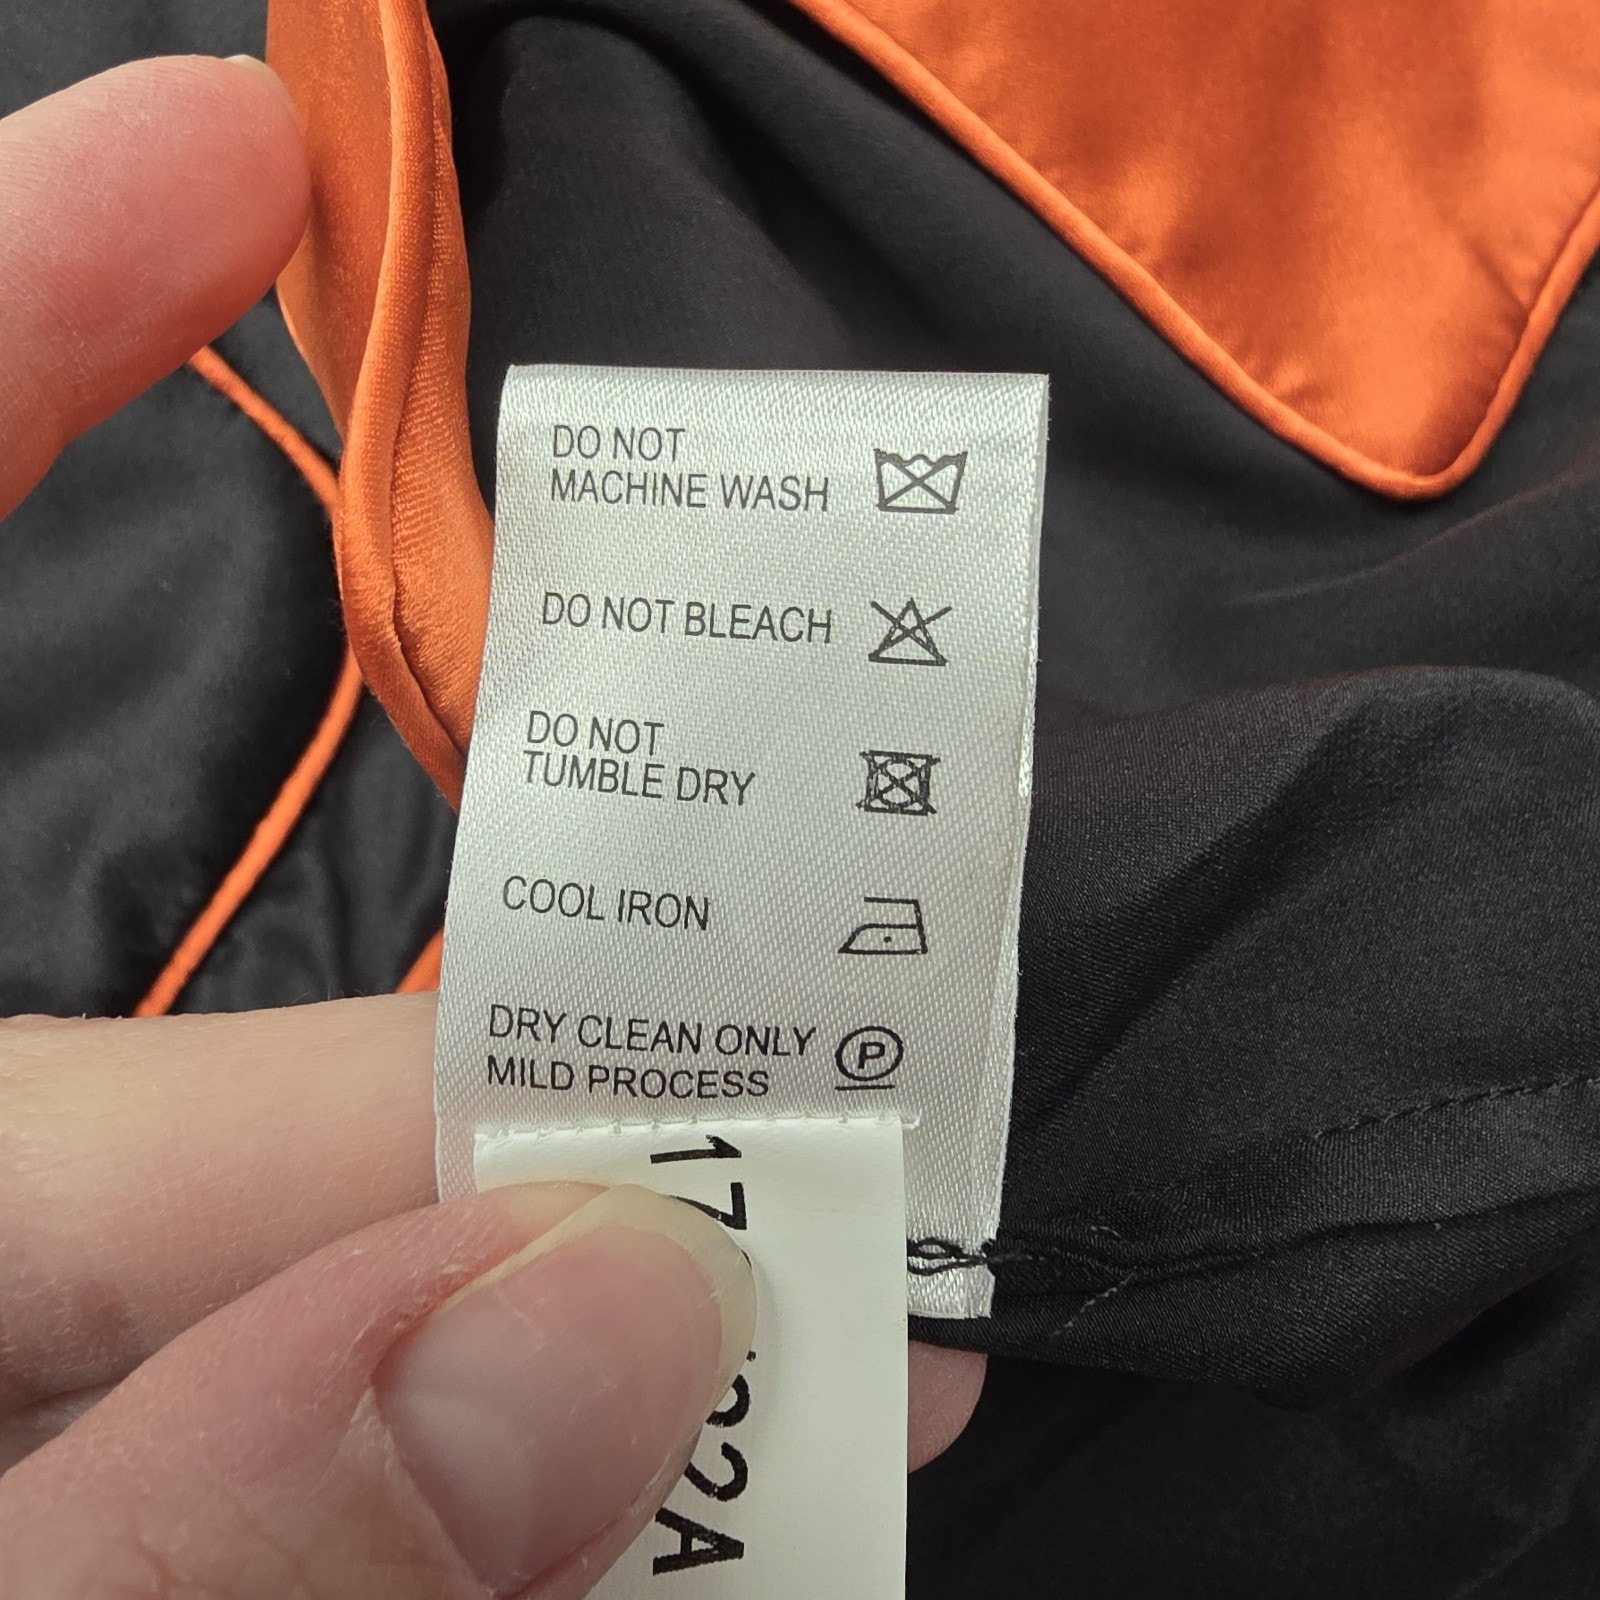 DO NOT
MACHINE WASH
DO NOT BLEACH
DO NOT
TUMBLE DRY
COOL IRON
DRY CLEAN ONLY
MILD PROCESS
P